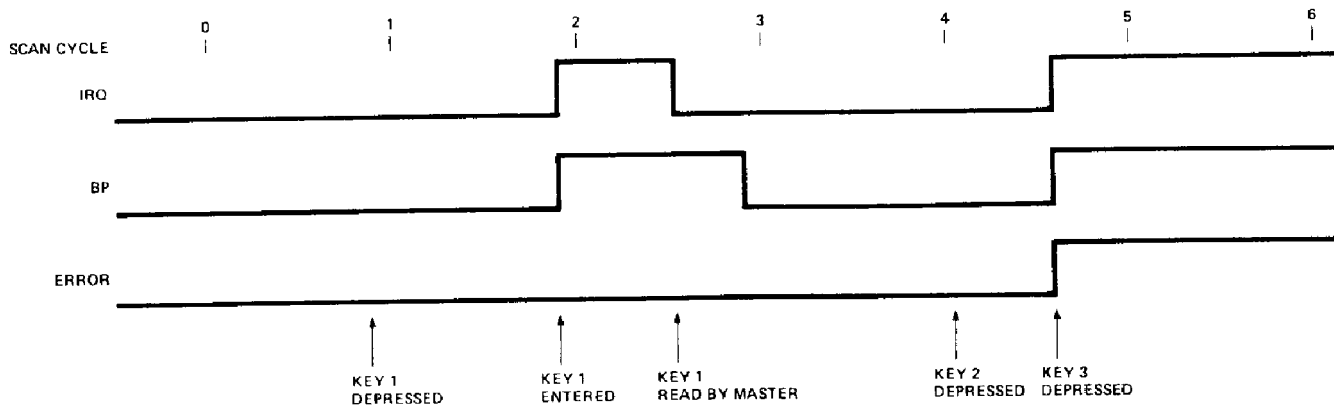 0 1 2 3 4 5 6
SCAN CYCLE
IRQ
BP
ERROR
KEY 1 DEPRESSED
KEY 1 ENTERED
KEY 1 READ BY MASTER
KEY 2 DEPRESSED
KEY 3 DEPRESSED